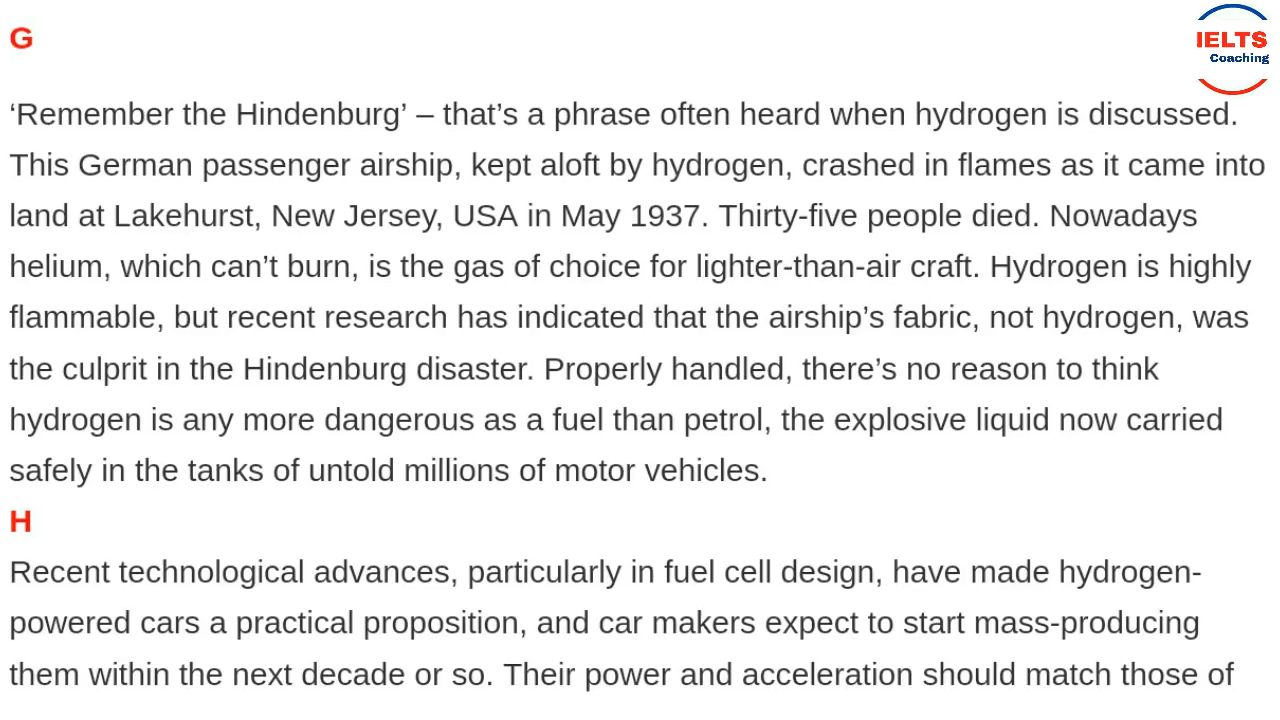 IELTS
Coaching
G
‘Remember the Hindenburg’ – that’s a phrase often heard when hydrogen is discussed.
This German passenger airship, kept aloft by hydrogen, crashed in flames as it came into
land at Lakehurst, New Jersey, USA in May 1937. Thirty-five people died. Nowadays
helium, which can’t burn, is the gas of choice for lighter-than-air craft. Hydrogen is highly
flammable, but recent research has indicated that the airship’s fabric, not hydrogen, was
the culprit in the Hindenburg disaster. Properly handled, there’s no reason to think
hydrogen is any more dangerous as a fuel than petrol, the explosive liquid now carried
safely in the tanks of untold millions of motor vehicles.
H
Recent technological advances, particularly in fuel cell design, have made hydrogen-
powered cars a practical proposition, and car makers expect to start mass-producing
them within the next decade or so. Their power and acceleration should match those of